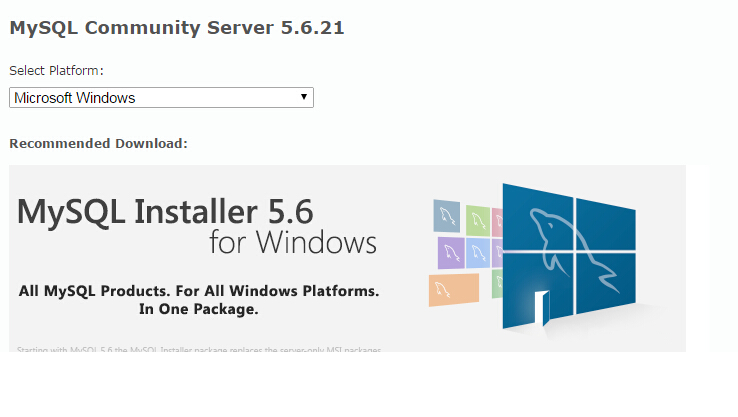 MySQL Community Server 5.6.21
Select Platform:
Microsoft Windows
Recommended Download:
MySQL Installer 5.6
for Windows
All MySQL Products. For All Windows Platforms.
In One Package.
Starting with MySQL 5.6 the MySQL Installer package replaces the server-only MSI packages.